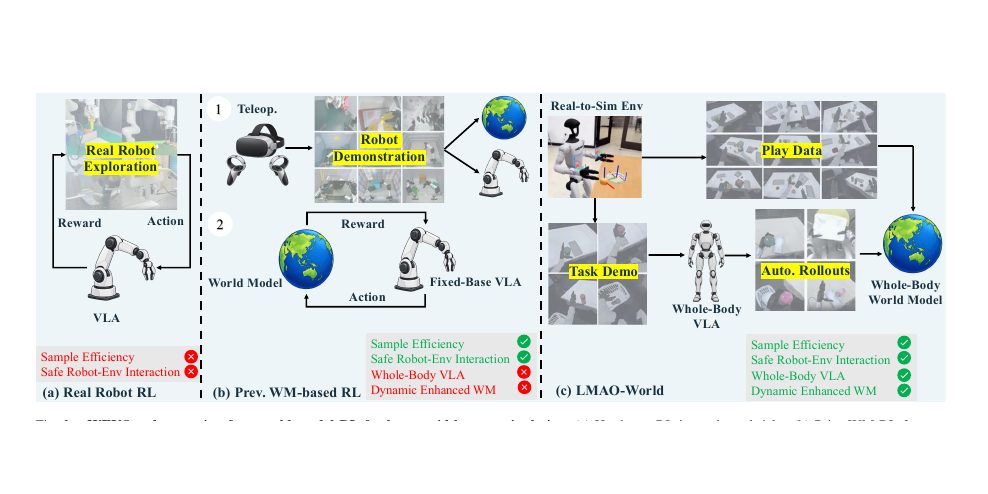 Real Robot
Exploration
Reward
Action
VLA
Sample Efficiency
Safe Robot-Env Interaction
(a) Real Robot RL
1
Teleop.
Robot
Demonstration
2
Reward
World Model
Fixed-Base VLA
Action
Sample Efficiency
Safe Robot-Env Interaction
Whole-Body VLA
Dynamic Enhanced WM
(b) Prev. WM-based RL
Real-to-Sim Env
Play Data
Task Demo
Auto. Rollouts
Whole-Body
VLA
Whole-Body
World Model
Sample Efficiency
Safe Robot-Env Interaction
Whole-Body VLA
Dynamic Enhanced WM
(c) LMAO-World